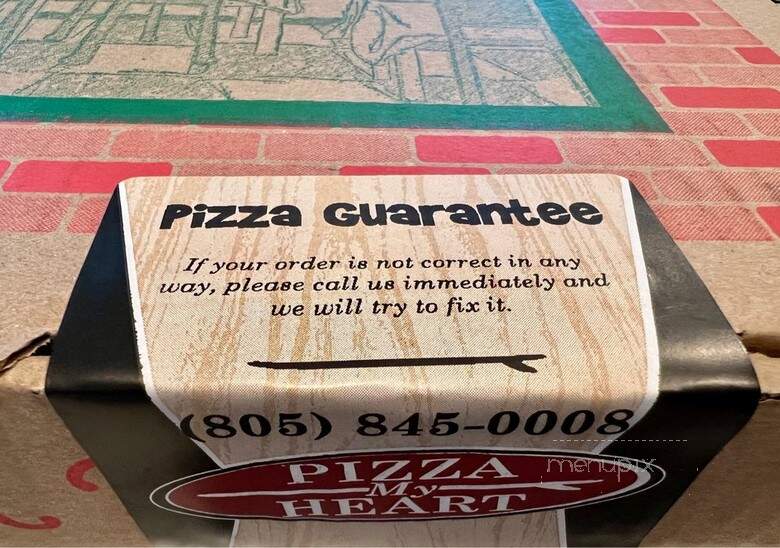 Pizza Guarantee
If your order is not correct in any
way, please call us immediately and
we will try to fix it.
(805) 845-0008
PIZZA
My
HEART
menupix